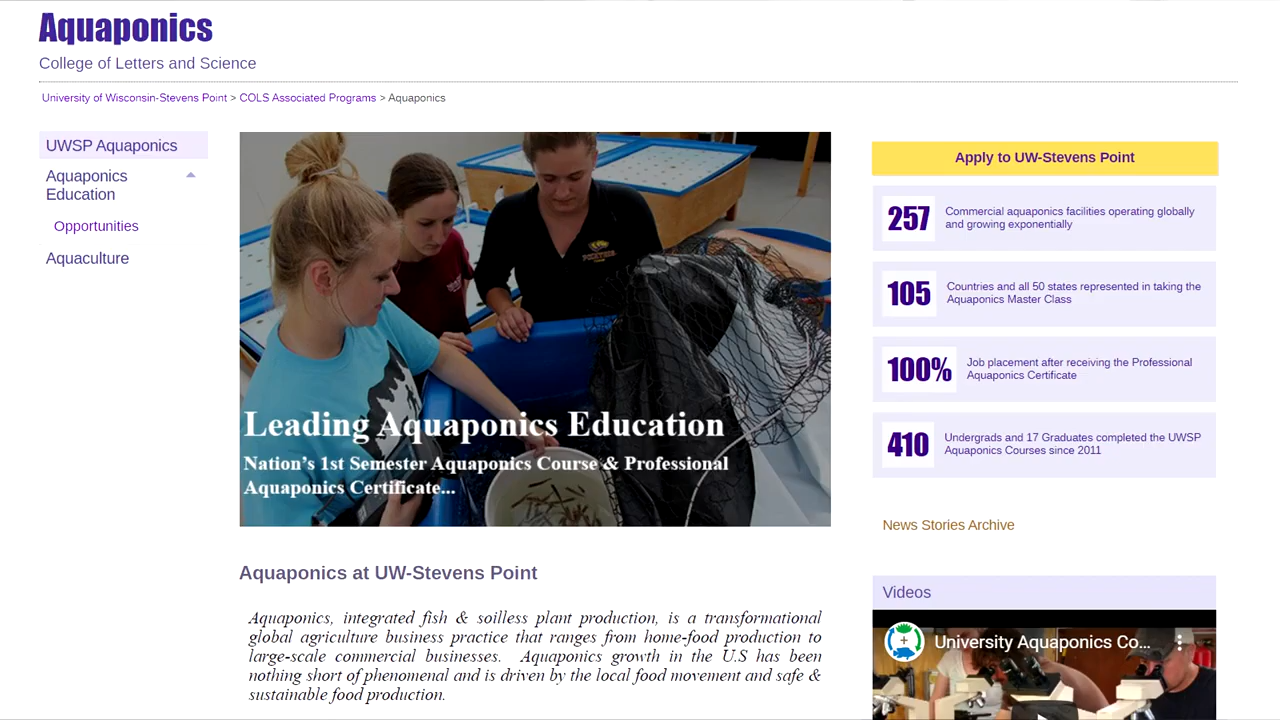 Aquaponics
College of Letters and Science
University of Wisconsin-Stevens Point > COLS Associated Programs > Aquaponics
UWSP Aquaponics
Aquaponics
Education
Opportunities
Aquaculture
Leading Aquaponics Education
Nation's 1st Semester Aquaponics Course & Professional
Aquaponics Certificate...
Aquaponics at UW-Stevens Point
Aquaponics, integrated fish & soilless plant production, is a transformational
global agriculture business practice that ranges from home-food production to
large-scale commercial businesses. Aquaponics growth in the U.S has been
nothing short of phenomenal and is driven by the local food movement and safe &
sustainable food production.
Apply to UW-Stevens Point
257
Commercial aquaponics facilities operating globally
and growing exponentially
105
Countries and all 50 states represented in taking the
Aquaponics Master Class
100%
Job placement after receiving the Professional
Aquaponics Certificate
410
Undergrads and 17 Graduates completed the UWSP
Aquaponics Courses since 2011
News Stories Archive
Videos
University Aquaponics Co...